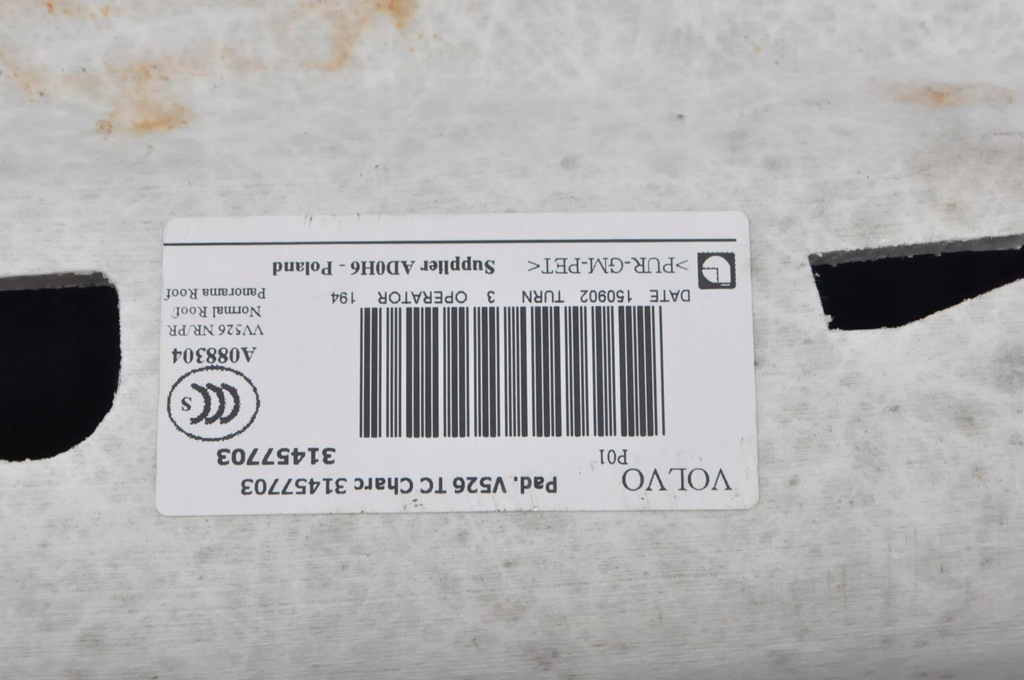 VOLVO
Pad. V526 TC Charc 31457703
P01
31457703
CCC S
A088304
VV526 NR/PR
Normal Roof/
Panorama Roof
DATE 150902 TURN 3 OPERATOR 194
>PUR-GM-PET<
Supplier AD0H6 - Poland